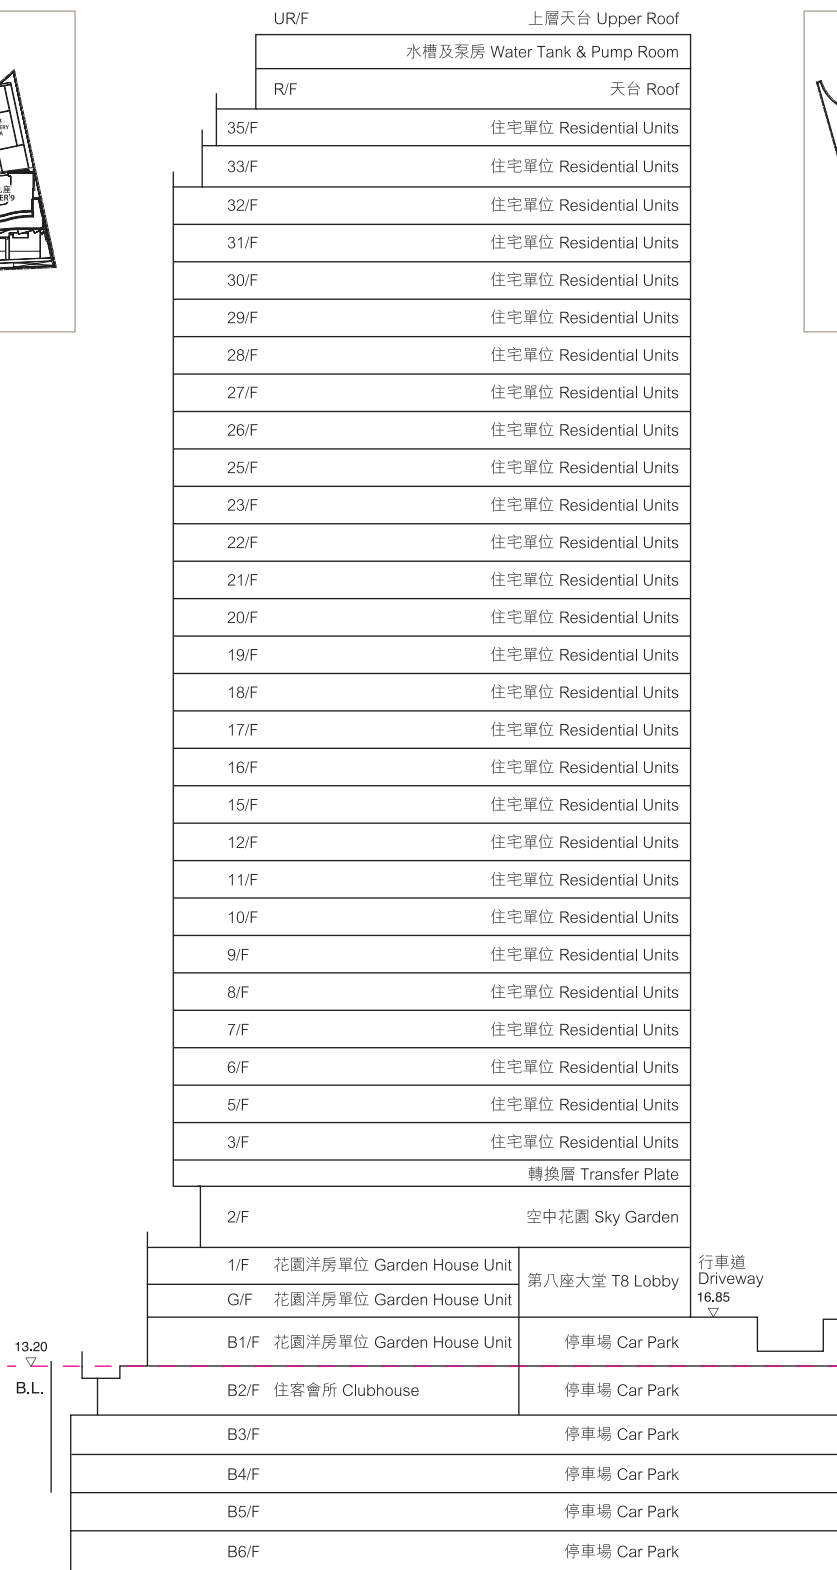 UR/F 上層天台 Upper Roof
水槽及泵房 Water Tank & Pump Room
R/F 天台 Roof
35/F 住宅單位 Residential Units
33/F 住宅單位 Residential Units
32/F 住宅單位 Residential Units
31/F 住宅單位 Residential Units
30/F 住宅單位 Residential Units
29/F 住宅單位 Residential Units
28/F 住宅單位 Residential Units
27/F 住宅單位 Residential Units
26/F 住宅單位 Residential Units
25/F 住宅單位 Residential Units
23/F 住宅單位 Residential Units
22/F 住宅單位 Residential Units
21/F 住宅單位 Residential Units
20/F 住宅單位 Residential Units
19/F 住宅單位 Residential Units
18/F 住宅單位 Residential Units
17/F 住宅單位 Residential Units
16/F 住宅單位 Residential Units
15/F 住宅單位 Residential Units
12/F 住宅單位 Residential Units
11/F 住宅單位 Residential Units
10/F 住宅單位 Residential Units
9/F 住宅單位 Residential Units
8/F 住宅單位 Residential Units
7/F 住宅單位 Residential Units
6/F 住宅單位 Residential Units
5/F 住宅單位 Residential Units
3/F 住宅單位 Residential Units
轉換層 Transfer Plate
2/F 空中花園 Sky Garden
1/F 花園洋房單位 Garden House Unit
G/F 花園洋房單位 Garden House Unit
第八座大堂 T8 Lobby
行車道
Driveway
16.85
B1/F 花園洋房單位 Garden House Unit 停車場 Car Park
13.20
B.L.
B2/F 住客會所 Clubhouse 停車場 Car Park
B3/F 停車場 Car Park
B4/F 停車場 Car Park
B5/F 停車場 Car Park
B6/F 停車場 Car Park